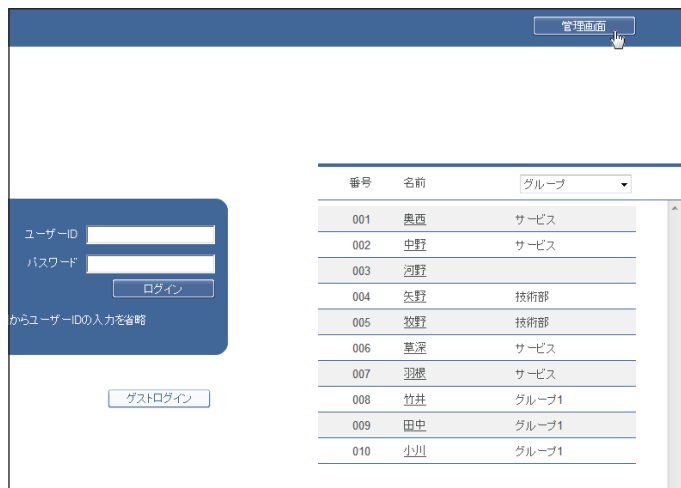 管理画面
番号 名前 グループ
001 奥西 サービス
002 中野 サービス
003 河野
004 矢野 技術部
005 牧野 技術部
006 草深 サービス
007 羽根 サービス
008 竹井 グループ1
009 田中 グループ1
010 小川 グループ1
ユーザーID
パスワード
ログイン
からユーザーIDの入力を省略
ゲストログイン